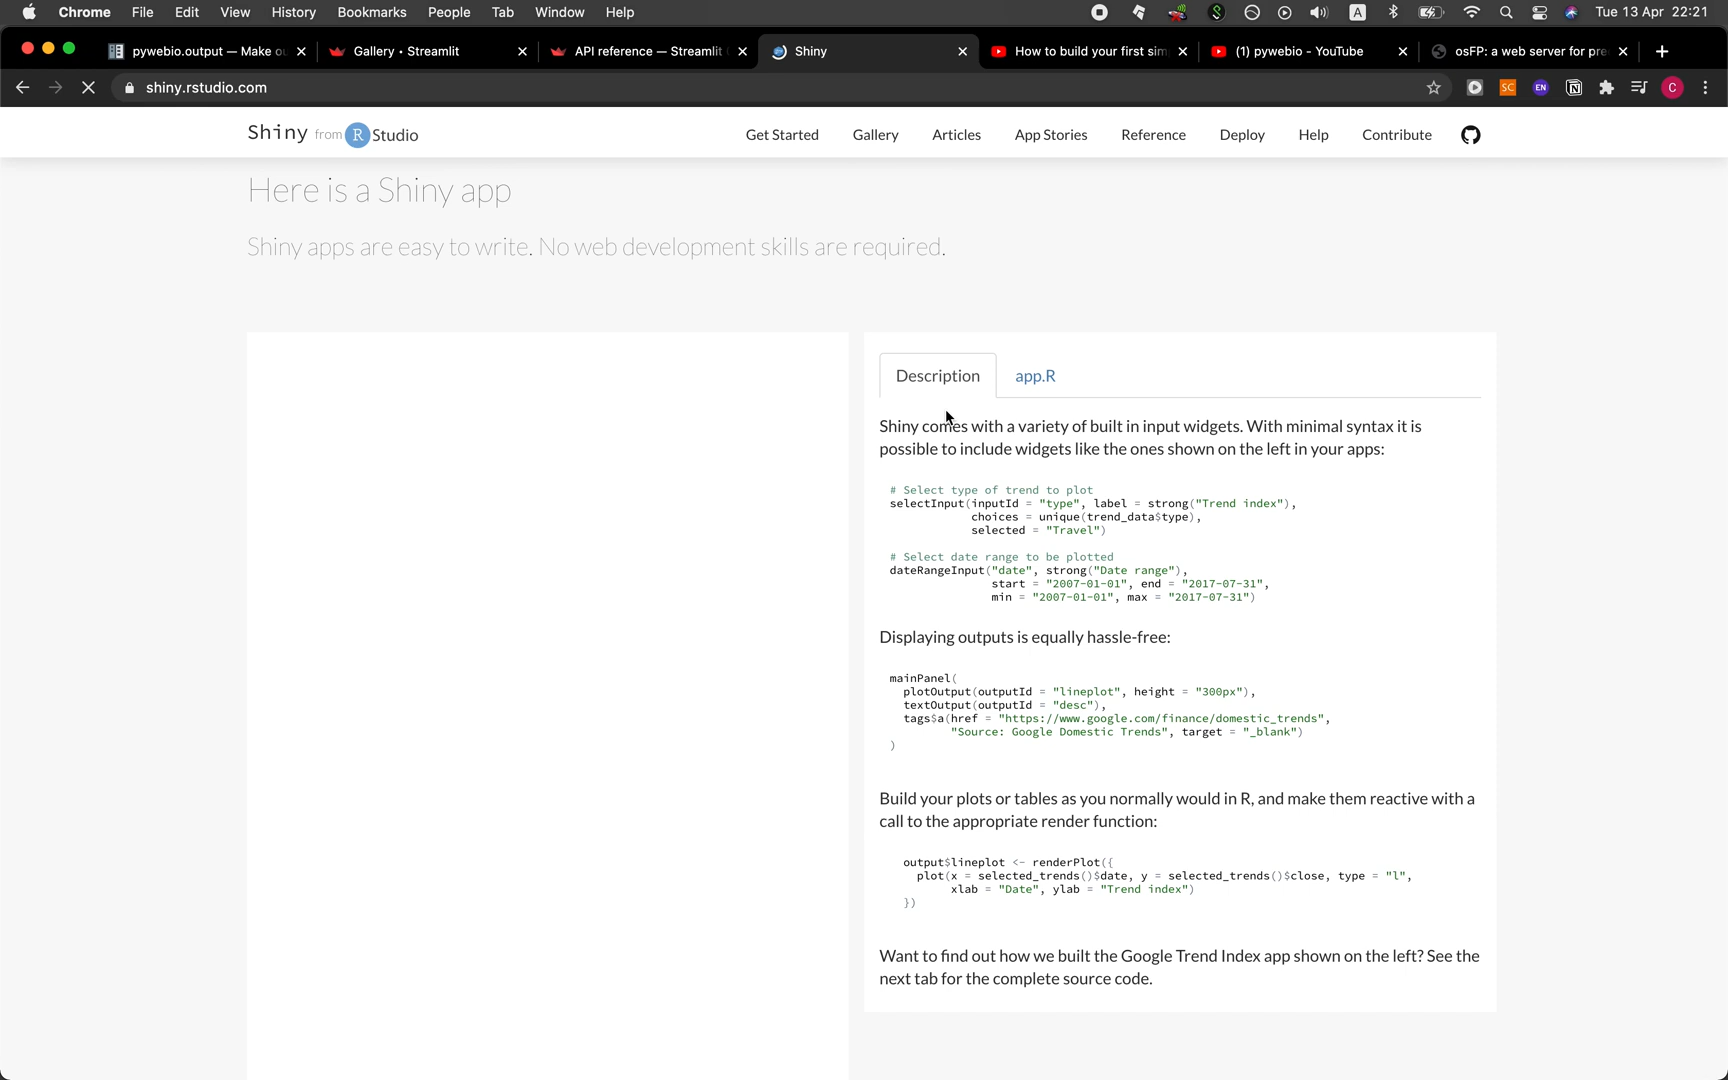 Chrome File Edit View History Bookmarks People Tab Window Help A Tue 13 Apr 22:21
pywebio.output — Make ou Gallery • Streamlit API reference — Streamlit Shiny How to build your first sim (1) pywebio - YouTube osFP: a web server for pre
shiny.rstudio.com SC EN C
Shiny from R Studio Get Started Gallery Articles App Stories Reference Deploy Help Contribute
Here is a Shiny app
Shiny apps are easy to write. No web development skills are required.
Description app.R
Shiny comes with a variety of built in input widgets. With minimal syntax it is
possible to include widgets like the ones shown on the left in your apps:
# Select type of trend to plot
selectInput(inputId = "type", label = strong("Trend index"),
choices = unique(trend_data$type),
selected = "Travel")
# Select date range to be plotted
dateRangeInput("date", strong("Date range"),
start = "2007-01-01", end = "2017-07-31",
min = "2007-01-01", max = "2017-07-31")
Displaying outputs is equally hassle-free:
mainPanel(
plotOutput(outputId = "lineplot", height = "300px"),
textOutput(outputId = "desc"),
tags$a(href = "https://www.google.com/finance/domestic_trends",
"Source: Google Domestic Trends", target = "_blank")
)
Build your plots or tables as you normally would in R, and make them reactive with a
call to the appropriate render function:
output$lineplot <- renderPlot({
plot(x = selected_trends()$date, y = selected_trends()$close, type = "l",
xlab = "Date", ylab = "Trend index")
})
Want to find out how we built the Google Trend Index app shown on the left? See the
next tab for the complete source code.